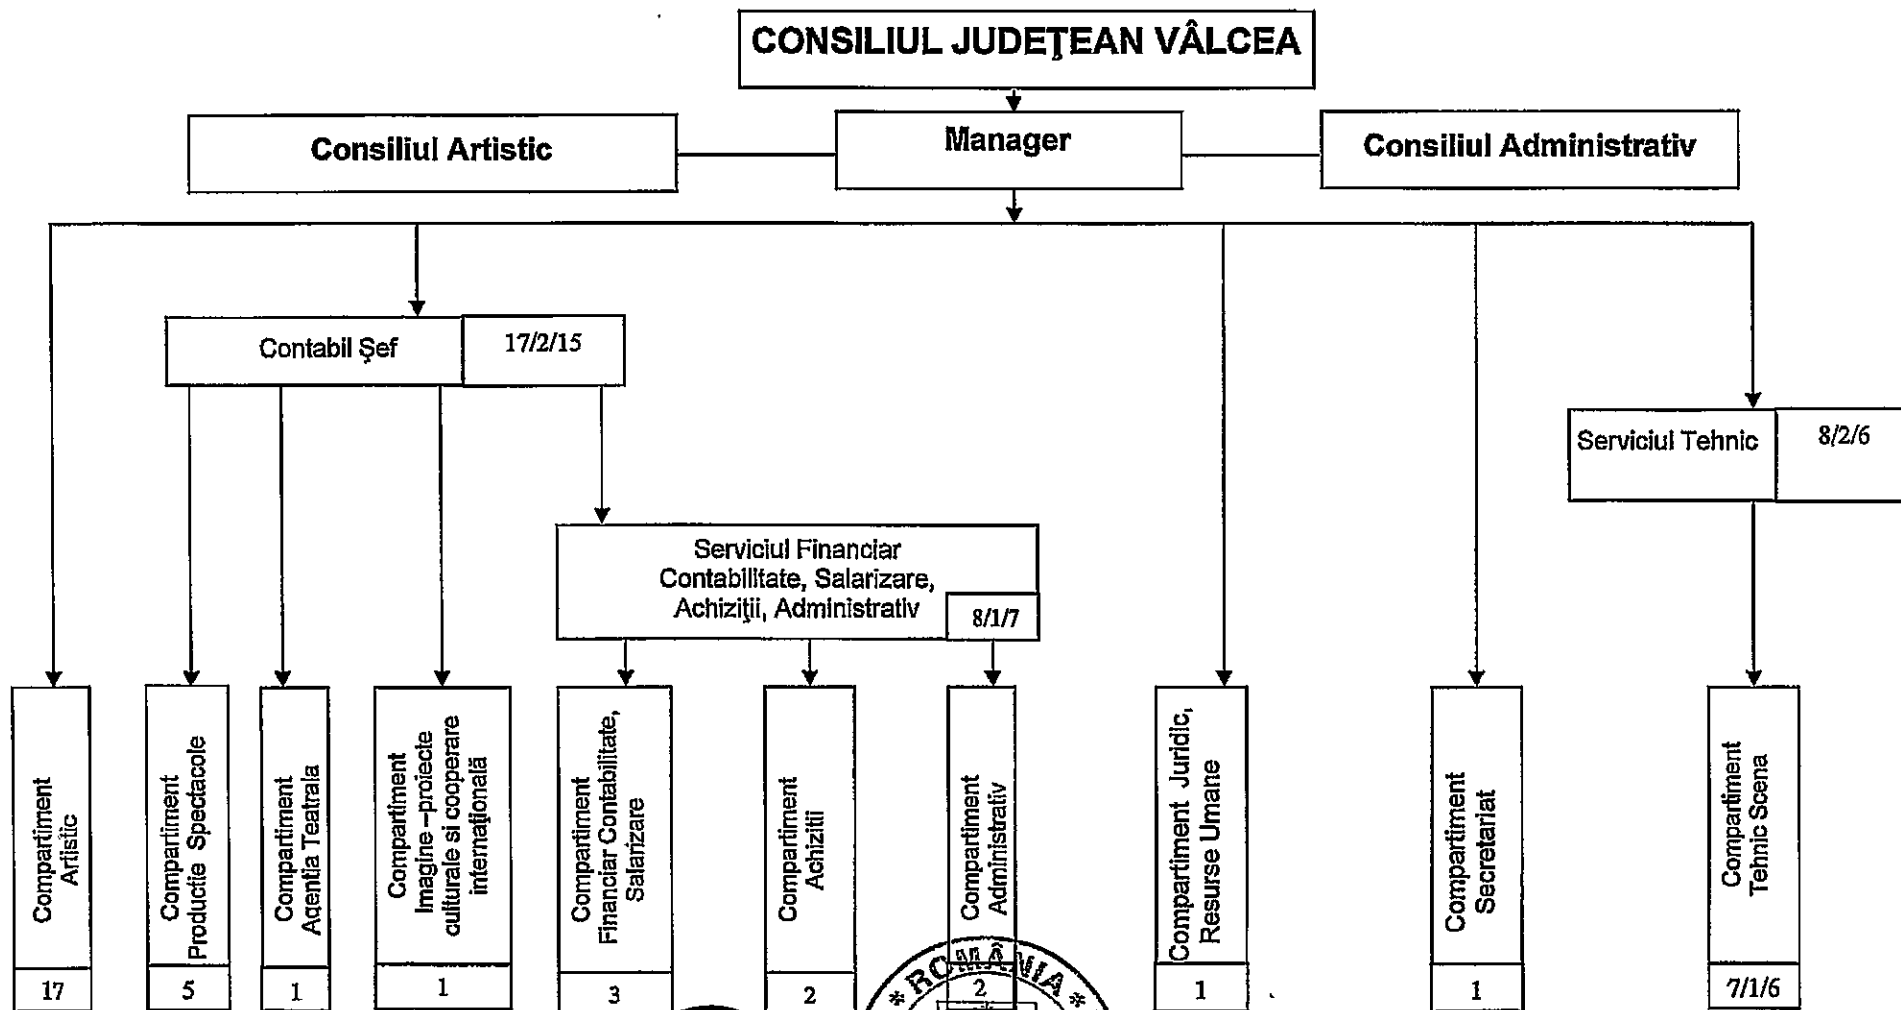 CONSILIUL JUDEŢEAN VÂLCEA
Consiliul Artistic
Manager
Consiliul Administrativ
Contabil Şef
17/2/15
Serviciul Tehnic
8/2/6
Serviciul Financiar
Contabilitate, Salarizare,
Achiziţii, Administrativ
8/1/7
Compartiment
Artistic
17
Compartiment
Productie Spectacole
5
Compartiment
Agentia Teatrala
1
Compartiment
Imagine –proiecte
culturale si cooperare
internaţională
1
Compartiment
Financiar Contabilitate,
Salarizare
3
Compartiment
Achizitii
2
Compartiment
Administrativ
2
Compartiment Juridic,
Resurse Umane
1
Compartiment
Secretariat
1
Compartiment
Tehnic Scena
7/1/6
* ROMÂNIA *